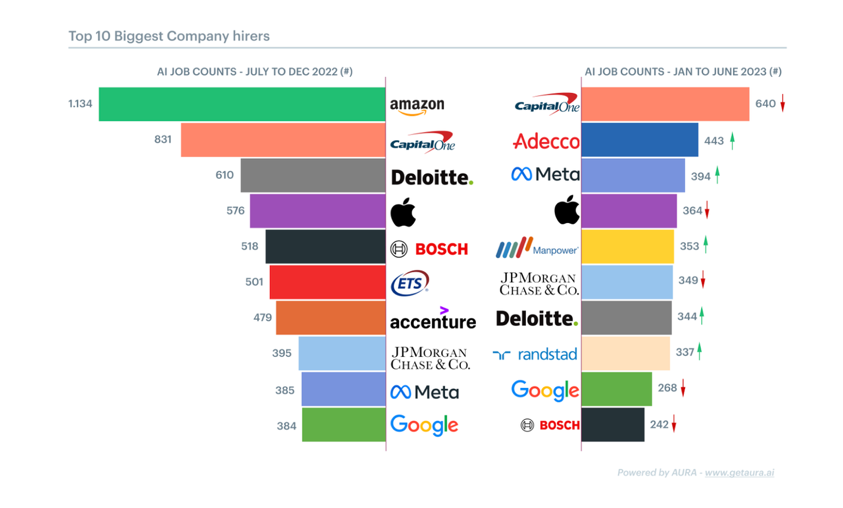 Top 10 Biggest Company hirers
AI JOB COUNTS - JULY TO DEC 2022 (#)
AI JOB COUNTS - JAN TO JUNE 2023 (#)
1.134
amazon
Capital One
640
831
Capital One
Adecco
443
610
Deloitte.
Meta
394
576
364
518
BOSCH
Manpower
353
501
ETS
JPMORGAN
CHASE & CO.
349
479
accenture
Deloitte.
344
395
JPMORGAN
CHASE & CO.
randstad
337
385
Meta
Google
268
384
Google
BOSCH
242
Powered by AURA - www.getaura.ai